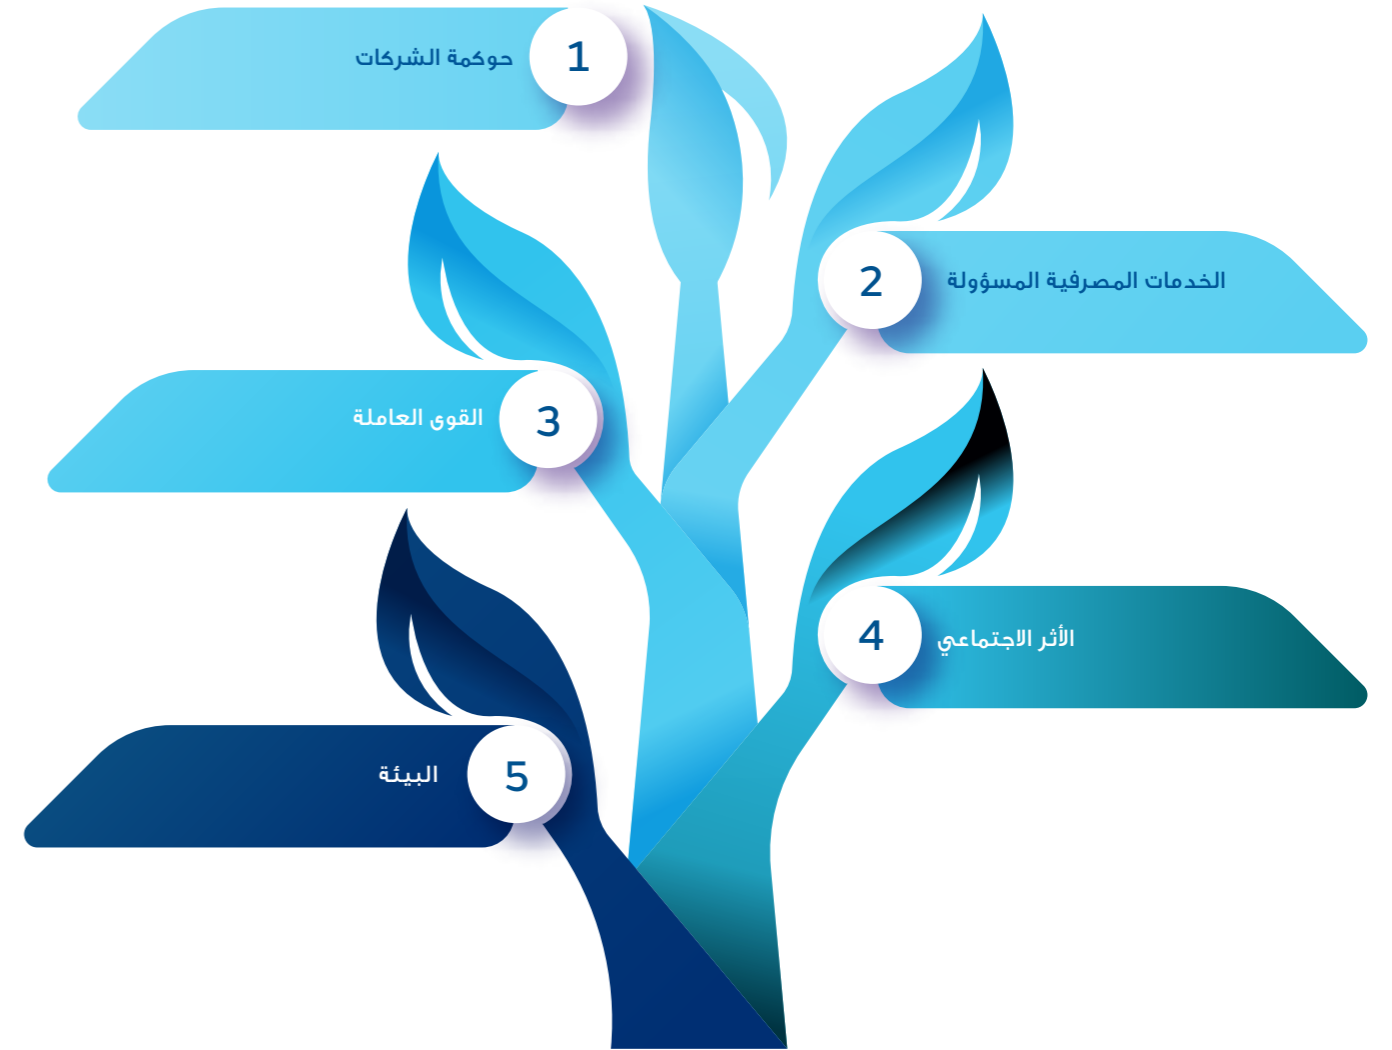 1
حوكمة الشركات
2
الخدمات المصرفية المسؤولة
3
القوى العاملة
4
الأثر الاجتماعي
5
البيئة